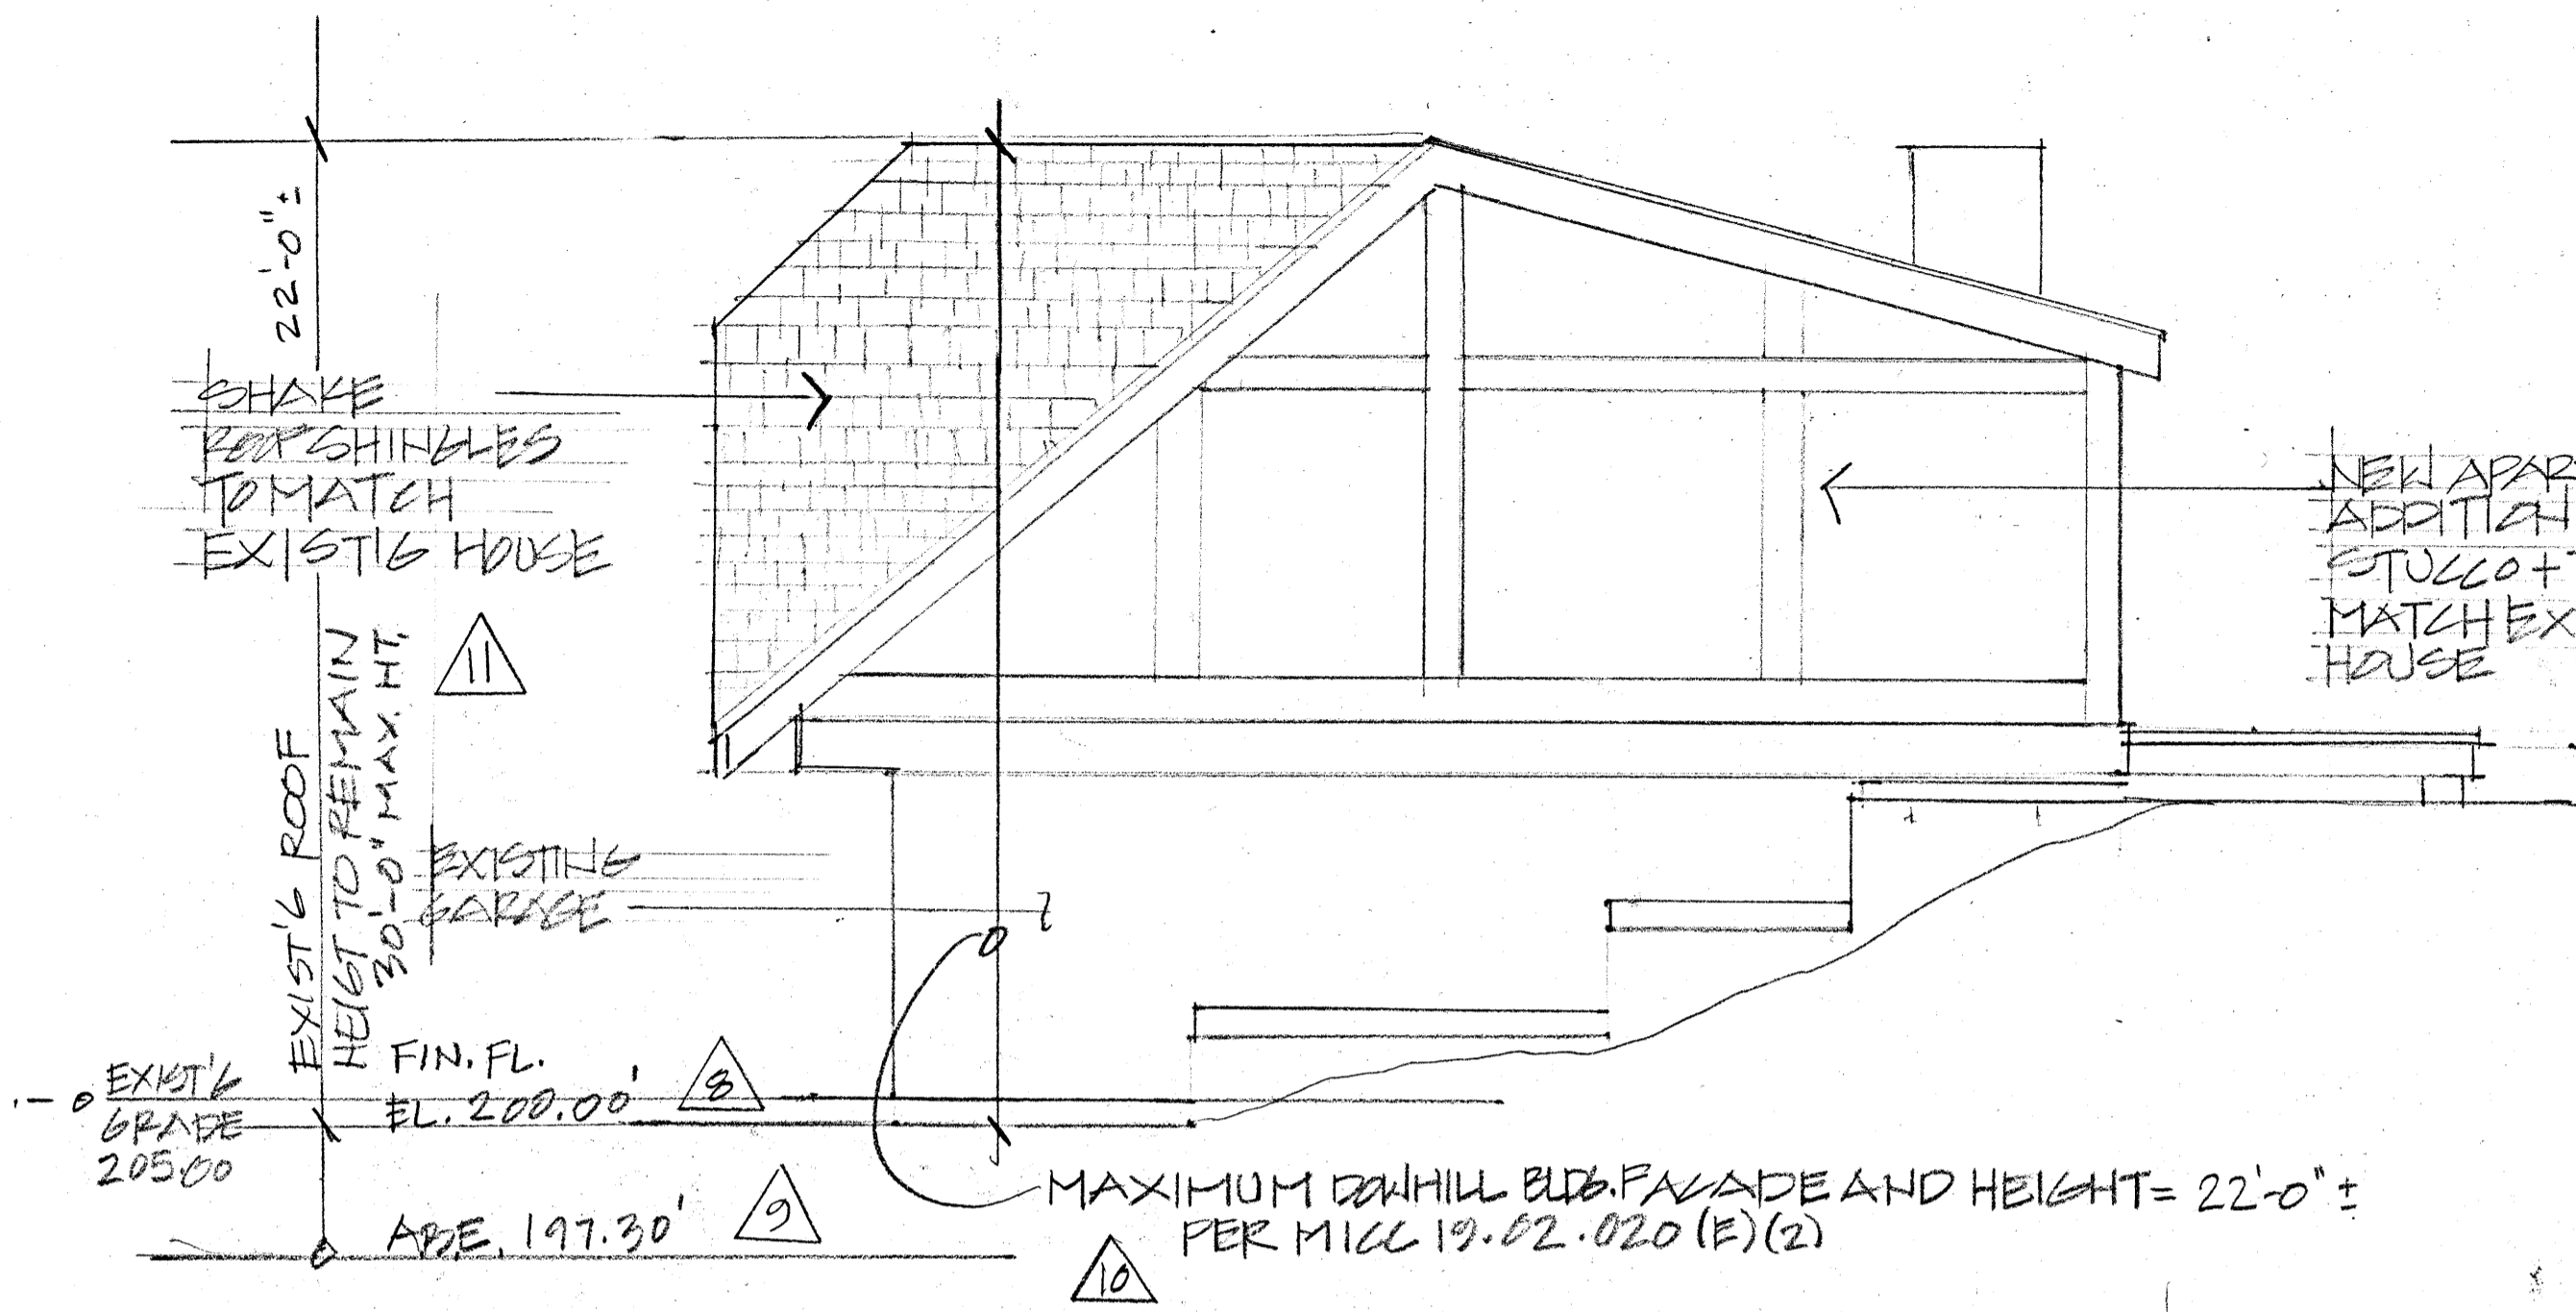 22'-0"±
SHAKE
ROOF SHINGLES
TO MATCH
EXIST'G HOUSE
11
EXIST'G ROOF
HEIGT TO REMAIN
30'-0" MAX. HT.
NEW APAR
ADDITION
STUCCO +
MATCH EX
HOUSE
EXISTING
GARAGE
EXIST'G
GRADE
205.00
FIN. FL.
EL. 200.00'
8
ABE. 197.30'
9
MAXIMUM DOWNHILL BLDG. FACADE AND HEIGHT = 22'-0" ±
PER MICC 19.02.020 (E)(2)
10